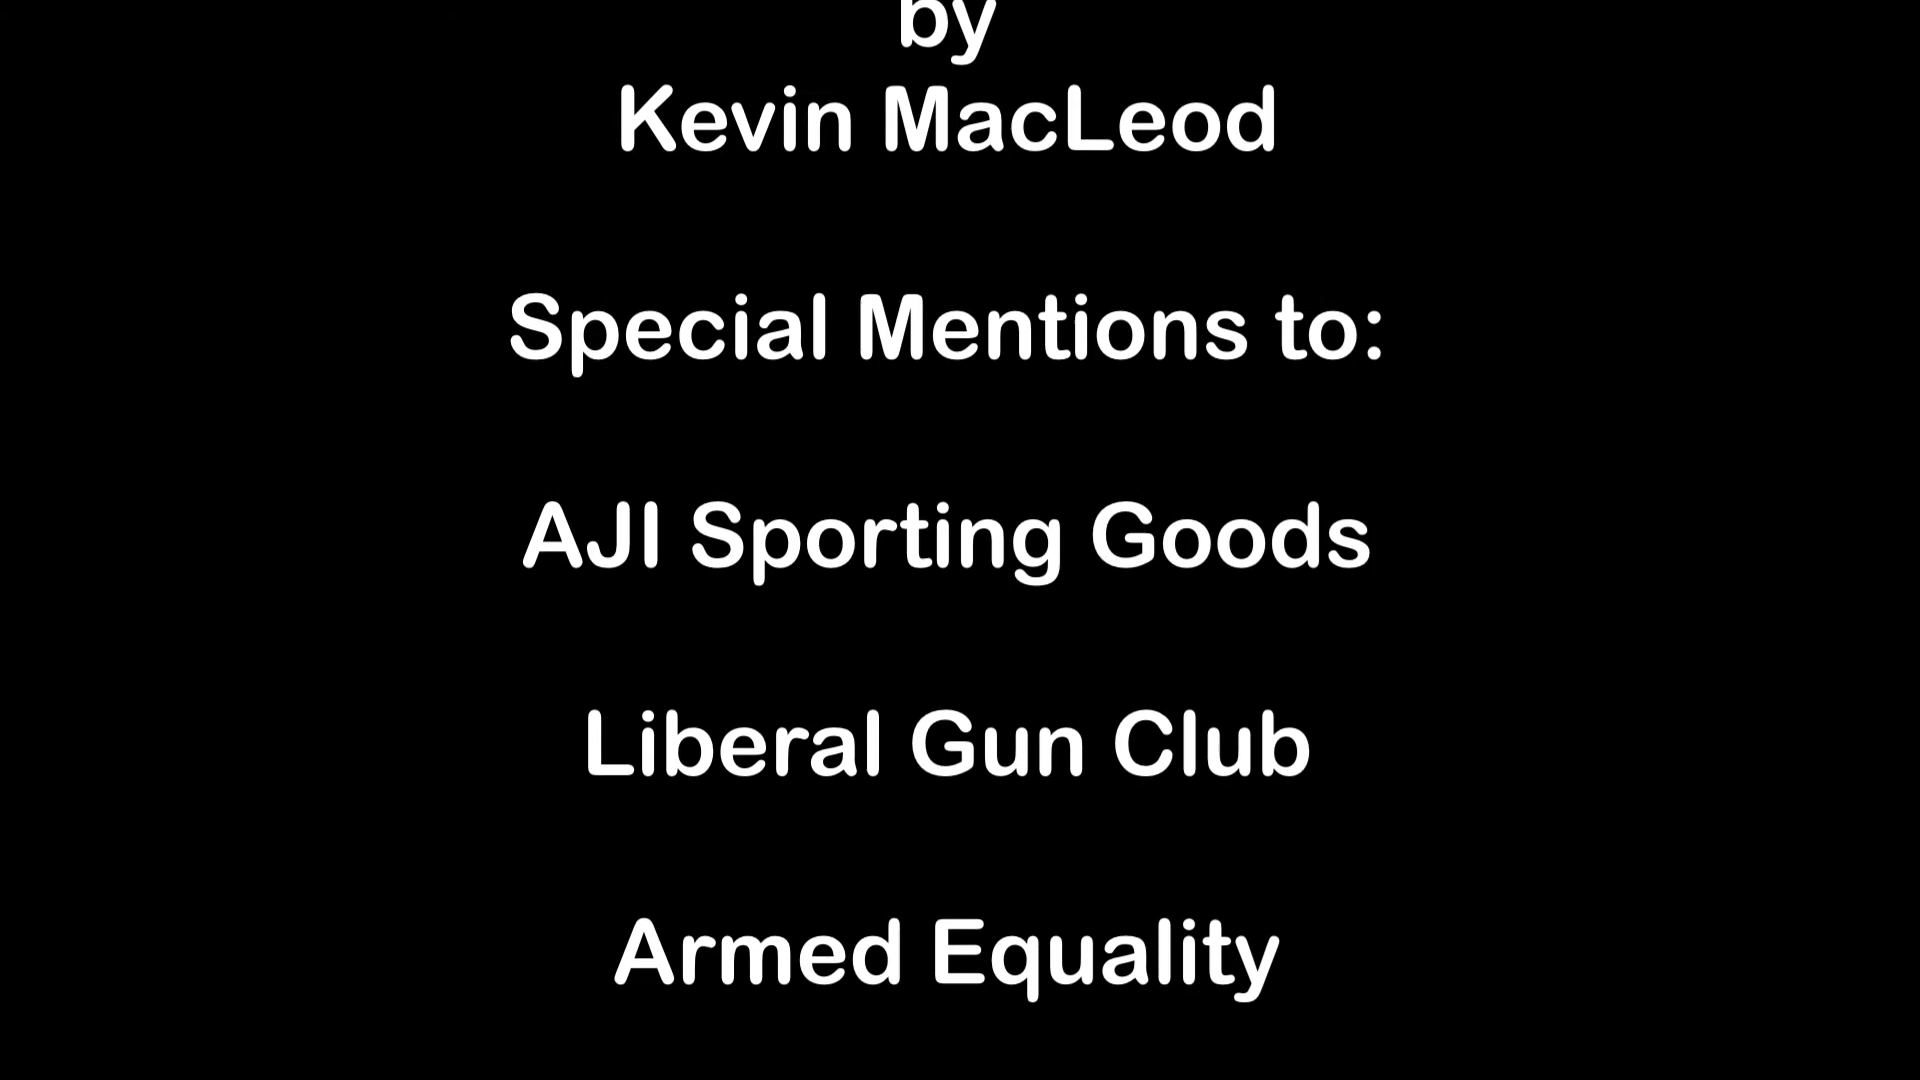 by
Kevin MacLeod
Special Mentions to:
AJI Sporting Goods
Liberal Gun Club
Armed Equality